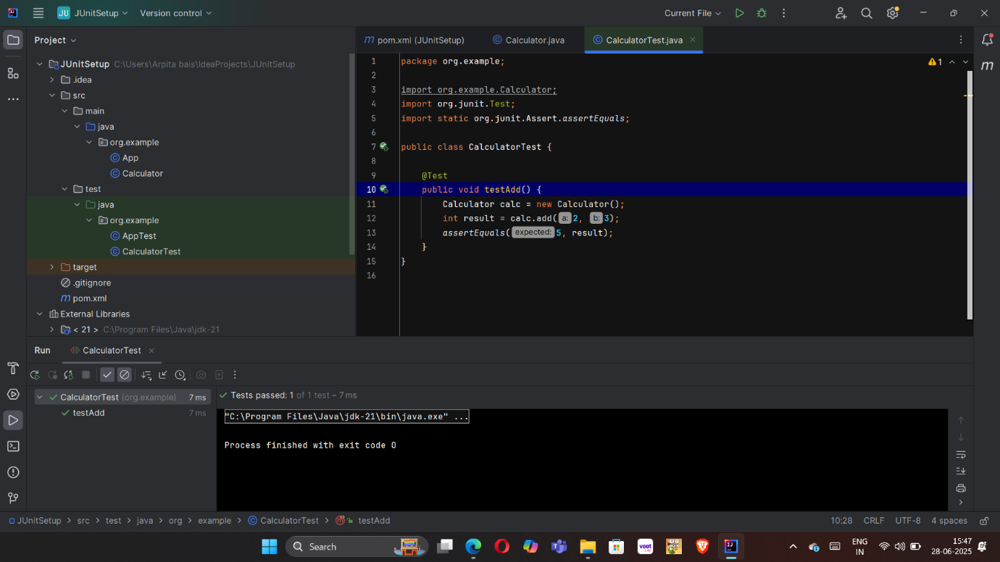 JU JUnitSetup Version control Current File
Project
JUnitSetup C:\Users\Arpita bais\IdeaProjects\JUnitSetup
.idea
src
main
java
org.example
App
Calculator
test
java
org.example
AppTest
CalculatorTest
target
.gitignore
pom.xml
External Libraries
< 21 > C:\Program Files\Java\jdk-21
pom.xml (JUnitSetup) Calculator.java CalculatorTest.java
1 package org.example;
2
3 import org.example.Calculator;
4 import org.junit.Test;
5 import static org.junit.Assert.assertEquals;
6
7 public class CalculatorTest {
8
9 @Test
10 public void testAdd() {
11 Calculator calc = new Calculator();
12 int result = calc.add( a: 2, b: 3);
13 assertEquals( expected: 5, result);
14 }
15 }
16
1
Run CalculatorTest
CalculatorTest (org.example) 7 ms
testAdd 7 ms
Tests passed: 1 of 1 test – 7 ms
"C:\Program Files\Java\jdk-21\bin\java.exe" ...
Process finished with exit code 0
JUnitSetup > src > test > java > org > example > CalculatorTest > testAdd
10:28 CRLF UTF-8 4 spaces
Search
voot
ENG
IN
15:47
28-06-2025